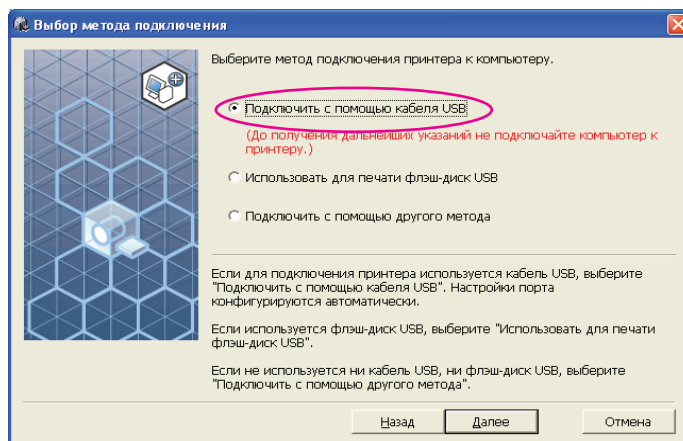 Выбор метода подключения
Выберите метод подключения принтера к компьютеру.
Подключить с помощью кабеля USB
(До получения дальнейших указаний не подключайте компьютер к
принтеру.)
Использовать для печати флэш-диск USB
Подключить с помощью другого метода
Если для подключения принтера используется кабель USB, выберите
"Подключить с помощью кабеля USB". Настройки порта
конфигурируются автоматически.
Если используется флэш-диск USB, выберите "Использовать для печати
флэш-диск USB".
Если не используется ни кабель USB, ни флэш-диск USB, выберите
"Подключить с помощью другого метода".
Назад Далее Отмена